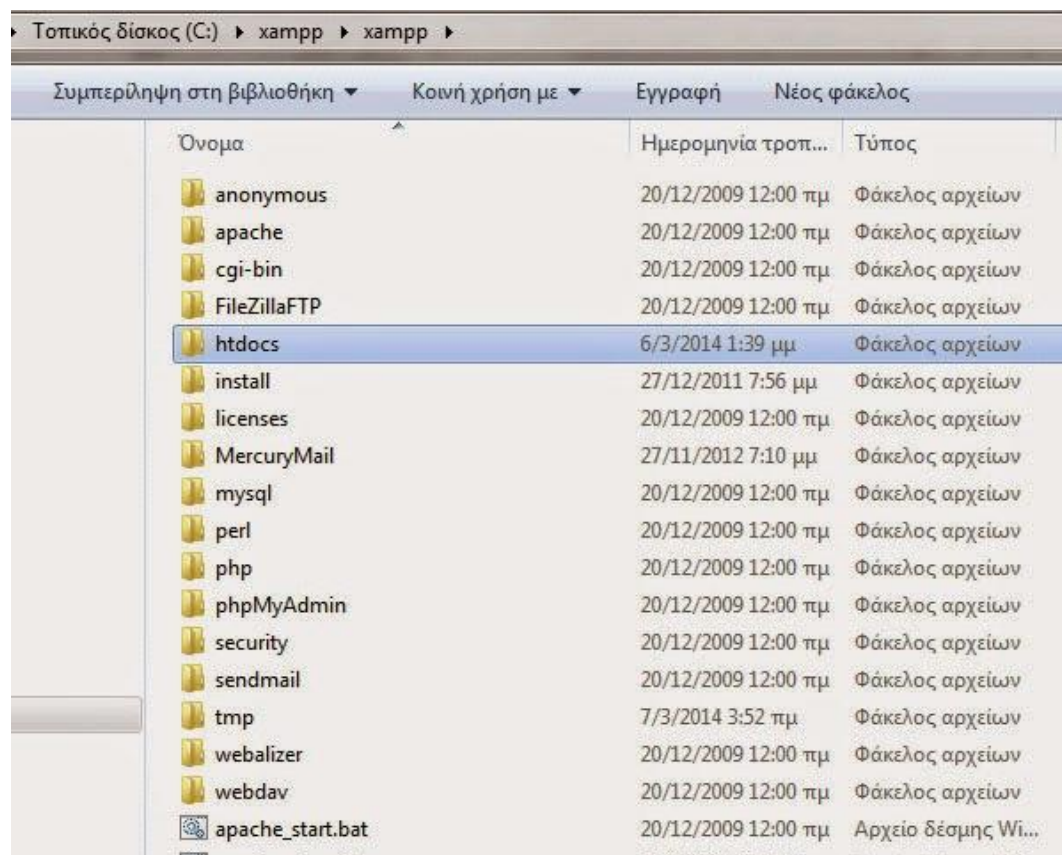 Τοπικός δίσκος (C:) xampp xampp
Συμπερίληψη στη βιβλιοθήκη Κοινή χρήση με Εγγραφή Νέος φάκελος
Όνομα Ημερομηνία τροπ... Τύπος
anonymous 20/12/2009 12:00 πμ Φάκελος αρχείων
apache 20/12/2009 12:00 πμ Φάκελος αρχείων
cgi-bin 20/12/2009 12:00 πμ Φάκελος αρχείων
FileZillaFTP 20/12/2009 12:00 πμ Φάκελος αρχείων
htdocs 6/3/2014 1:39 μμ Φάκελος αρχείων
install 27/12/2011 7:56 μμ Φάκελος αρχείων
licenses 20/12/2009 12:00 πμ Φάκελος αρχείων
MercuryMail 27/11/2012 7:10 μμ Φάκελος αρχείων
mysql 20/12/2009 12:00 πμ Φάκελος αρχείων
perl 20/12/2009 12:00 πμ Φάκελος αρχείων
php 20/12/2009 12:00 πμ Φάκελος αρχείων
phpMyAdmin 20/12/2009 12:00 πμ Φάκελος αρχείων
security 20/12/2009 12:00 πμ Φάκελος αρχείων
sendmail 20/12/2009 12:00 πμ Φάκελος αρχείων
tmp 7/3/2014 3:52 πμ Φάκελος αρχείων
webalizer 20/12/2009 12:00 πμ Φάκελος αρχείων
webdav 20/12/2009 12:00 πμ Φάκελος αρχείων
apache_start.bat 20/12/2009 12:00 πμ Αρχείο δέσμης Wi...